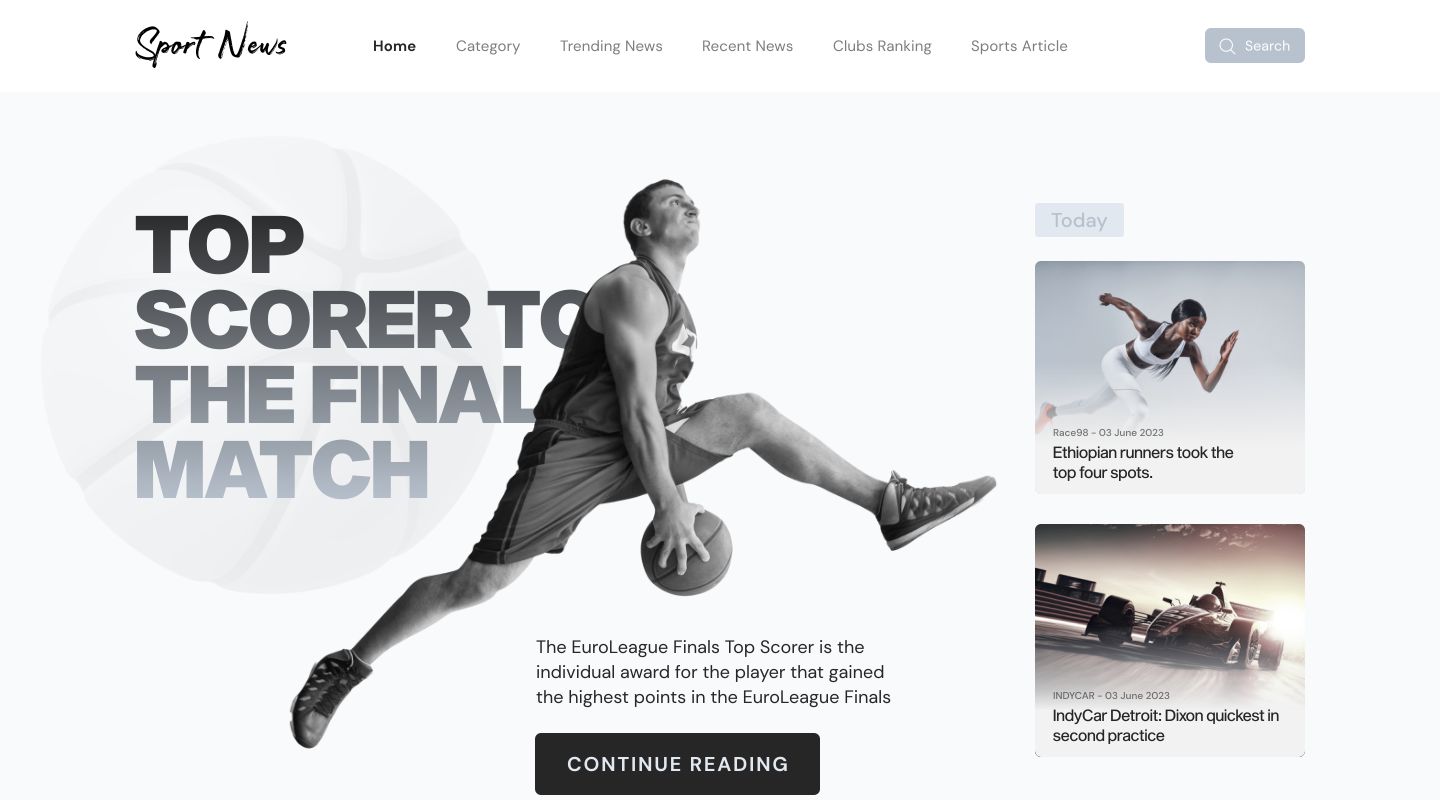 Sport News
Home
Category
Trending News
Recent News
Clubs Ranking
Sports Article
Search
TOP
SCORER TO
THE FINAL
MATCH
The EuroLeague Finals Top Scorer is the
individual award for the player that gained
the highest points in the EuroLeague Finals
CONTINUE READING
Today
Race98 - 03 June 2023
Ethiopian runners took the
top four spots.
INDYCAR - 03 June 2023
IndyCar Detroit: Dixon quickest in
second practice